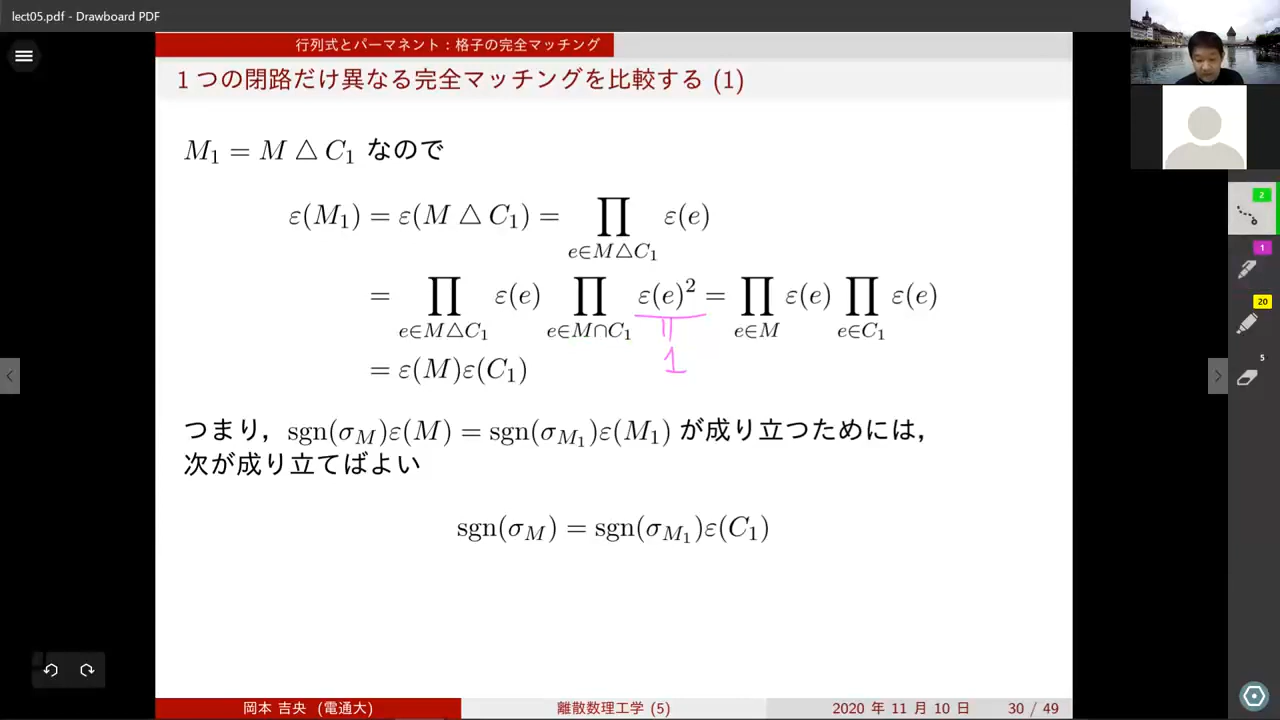 lect05.pdf - Drawboard PDF
行列式とパーマネント：格子の完全マッチング
1 つの閉路だけ異なる完全マッチングを比較する (1)
M₁ = M △ C₁ なので
ε(M₁) = ε(M △ C₁) = ∏_{e∈M△C₁} ε(e)
= ∏_{e∈M△C₁} ε(e) ∏_{e∈M∩C₁} ε(e)² = ∏_{e∈M} ε(e) ∏_{e∈C₁} ε(e)
1
= ε(M)ε(C₁)
つまり，sgn(σ_M)ε(M) = sgn(σ_{M₁})ε(M₁) が成り立つためには，
次が成り立てばよい
sgn(σ_M) = sgn(σ_{M₁})ε(C₁)
岡本 吉央 (電通大) 離散数理工学 (5) 2020 年 11 月 10 日 30 / 49
2
1
20
5